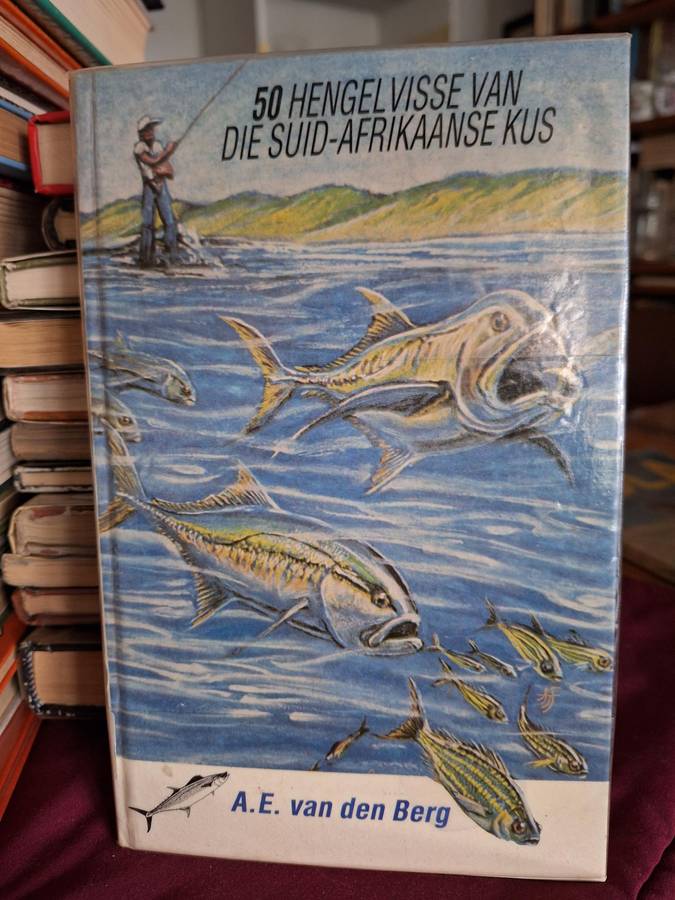 50 HENGELVISSE VAN
DIE SUID-AFRIKAANSE KUS
A.E. van den Berg